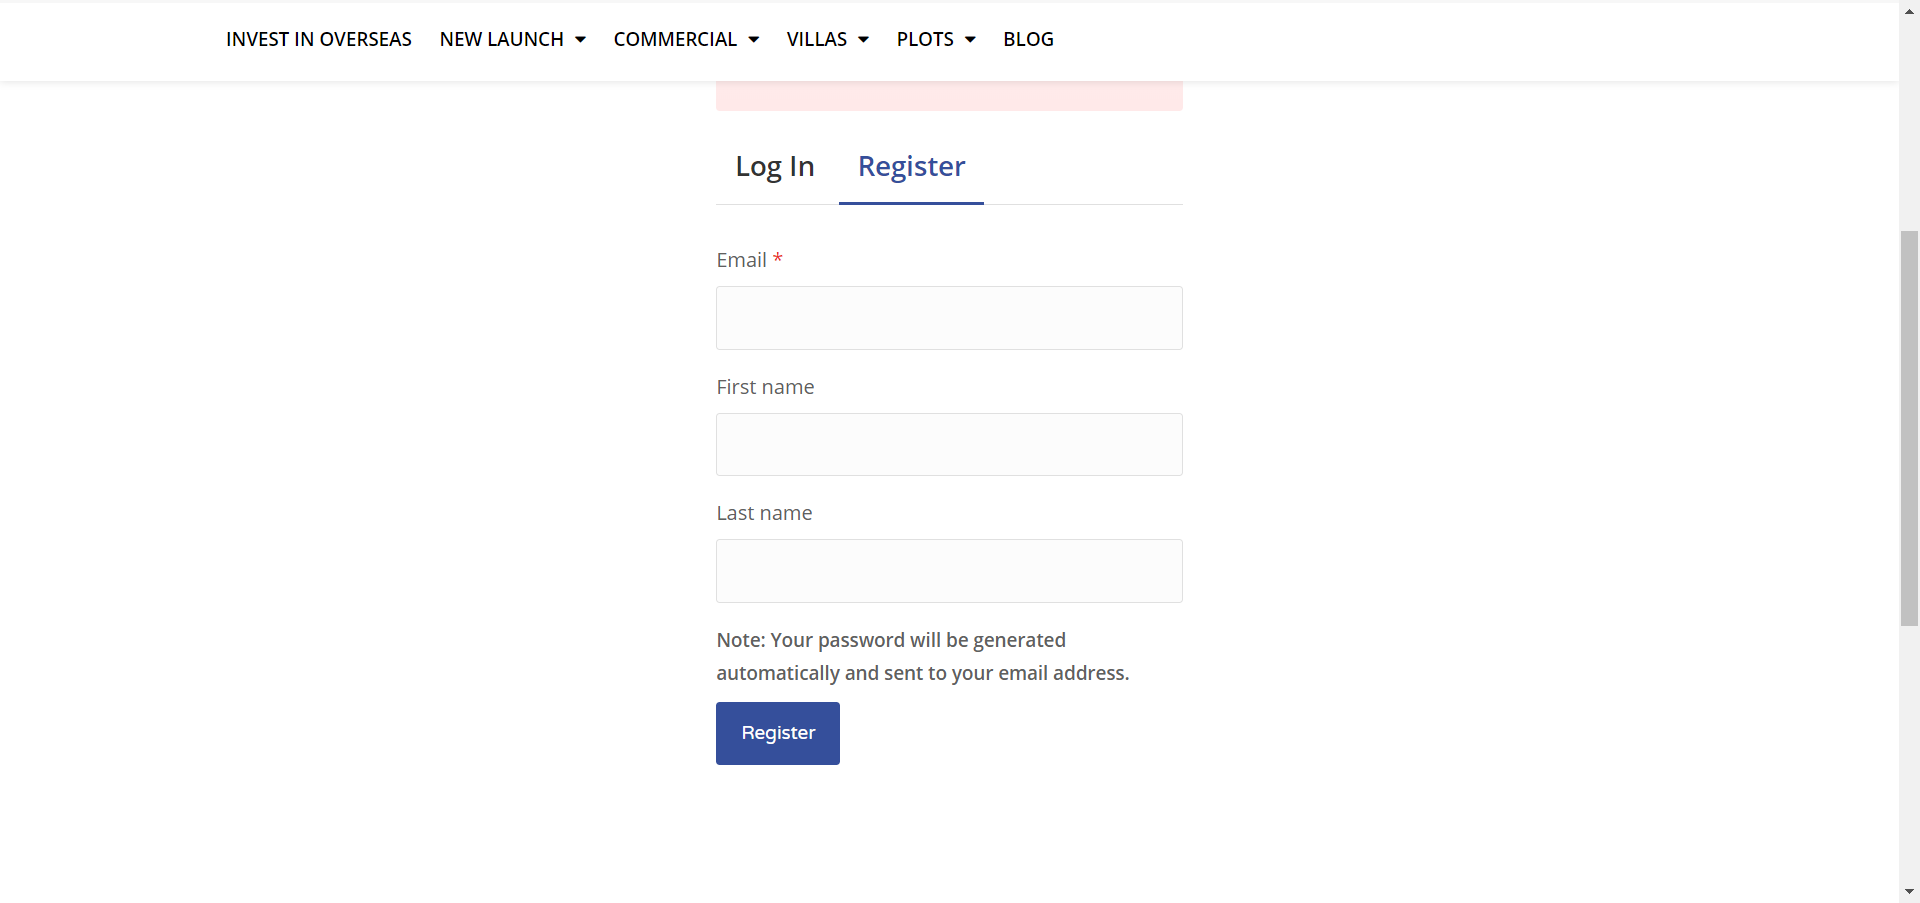 INVEST IN OVERSEAS NEW LAUNCH COMMERCIAL VILLAS PLOTS BLOG
Log In Register
Email *
First name
Last name
Note: Your password will be generated
automatically and sent to your email address.
Register